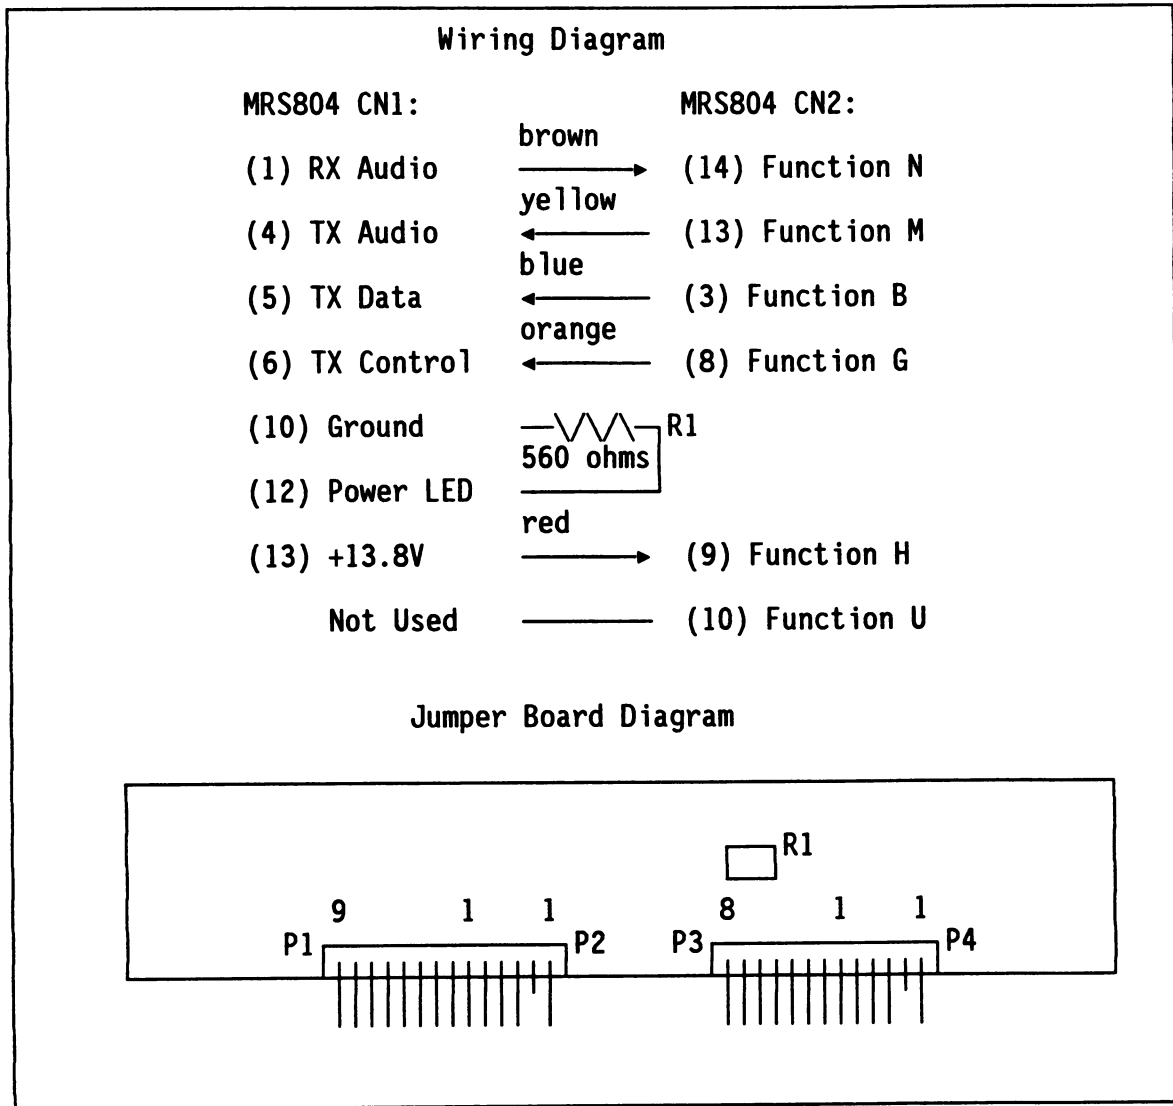 Wiring Diagram
MRS804 CN1: MRS804 CN2:
brown
(1) RX Audio (14) Function N
yellow
(4) TX Audio (13) Function M
blue
(5) TX Data (3) Function B
orange
(6) TX Control (8) Function G
(10) Ground R1
560 ohms
(12) Power LED
red
(13) +13.8V (9) Function H
Not Used (10) Function U
Jumper Board Diagram
R1
9 1 1 8 1 1
P1 P2 P3 P4